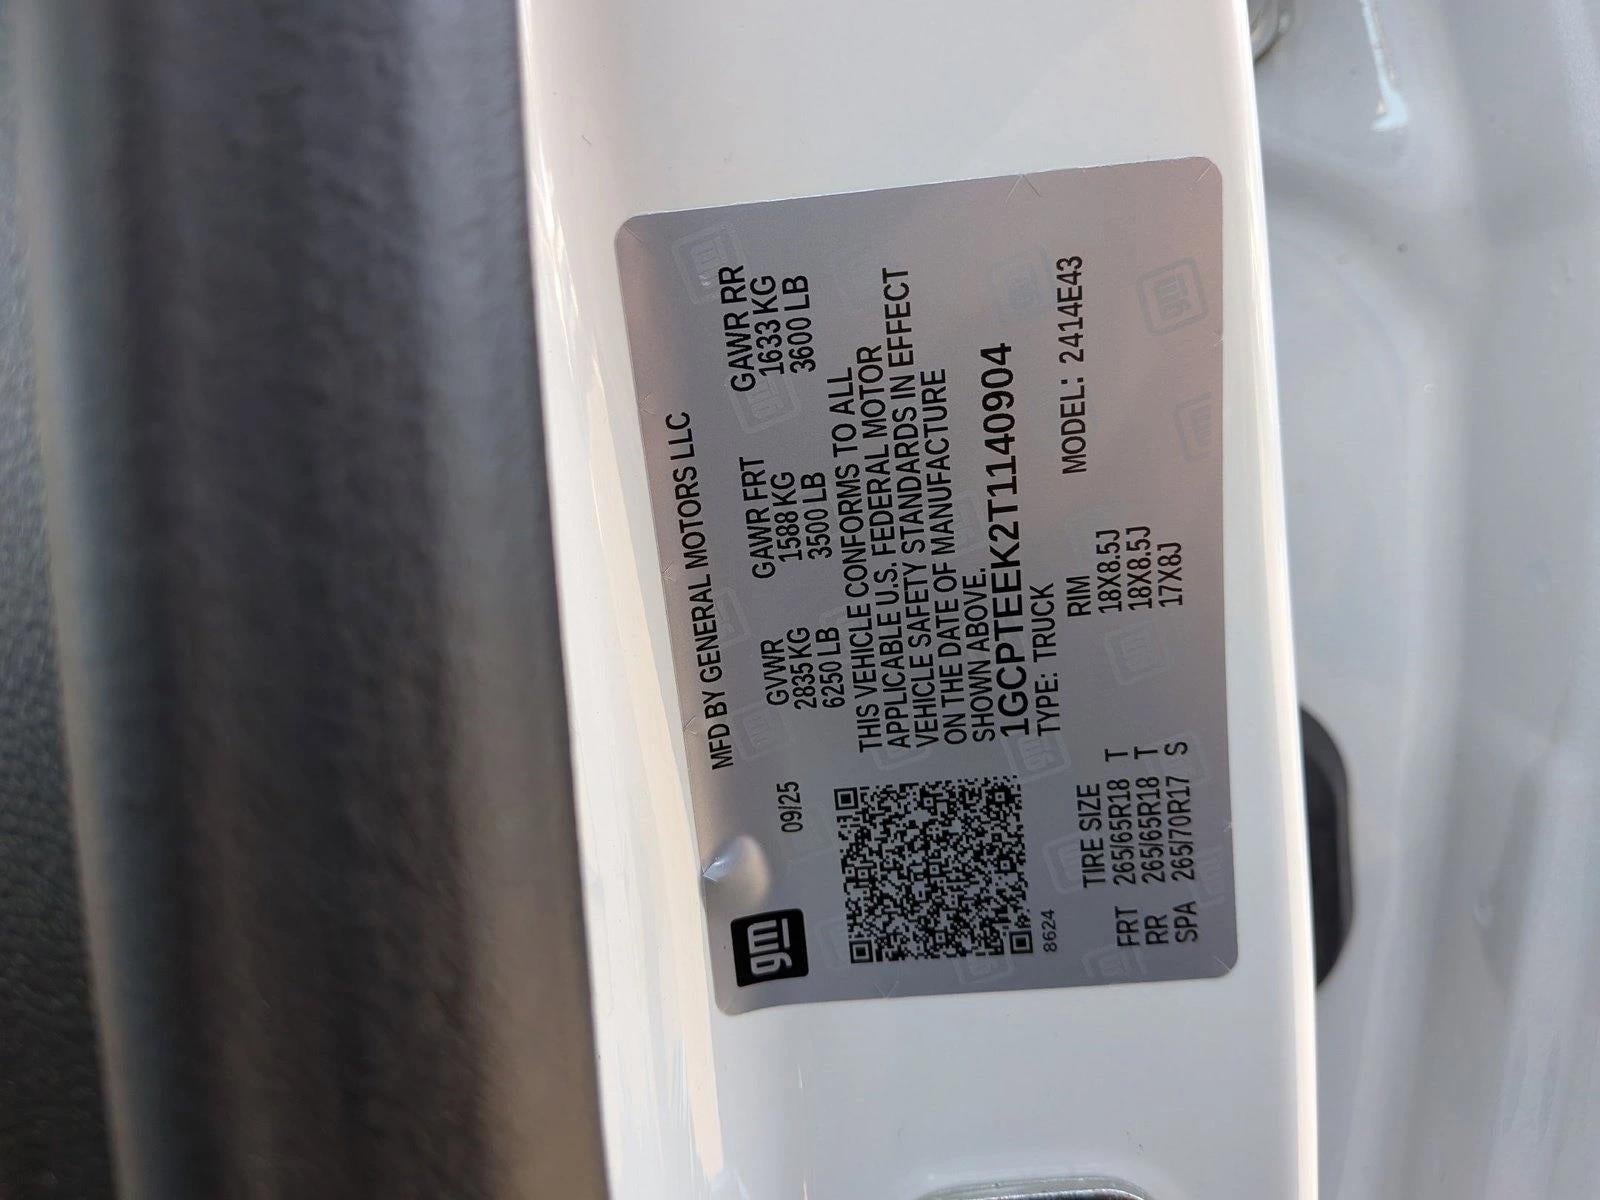 gm
MFD BY GENERAL MOTORS LLC
09/25
GVWR GAWR FRT GAWR RR
2835 KG 1588 KG 1633 KG
6250 LB 3500 LB 3600 LB
THIS VEHICLE CONFORMS TO ALL
APPLICABLE U.S. FEDERAL MOTOR
VEHICLE SAFETY STANDARDS IN EFFECT
ON THE DATE OF MANUFACTURE
SHOWN ABOVE.
1GCPTEEK2T1140904
TYPE: TRUCK
8624
MODEL: 2414E43
TIRE SIZE RIM
FRT 265/65R18 T 18X8.5J
RR 265/65R18 T 18X8.5J
SPA 265/70R17 S 17X8J